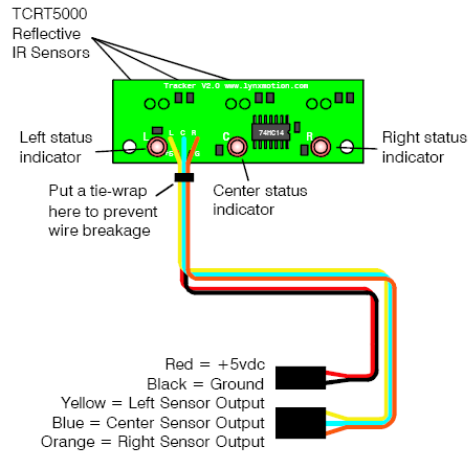 TCRT5000
Reflective
IR Sensors
Tracker V2.0 www.lynxmotion.com
L
L C R
C
74HC14
R
Left status
indicator
Right status
indicator
Put a tie-wrap
here to prevent
wire breakage
Center status
indicator
Red = +5vdc
Black = Ground
Yellow = Left Sensor Output
Blue = Center Sensor Output
Orange = Right Sensor Output